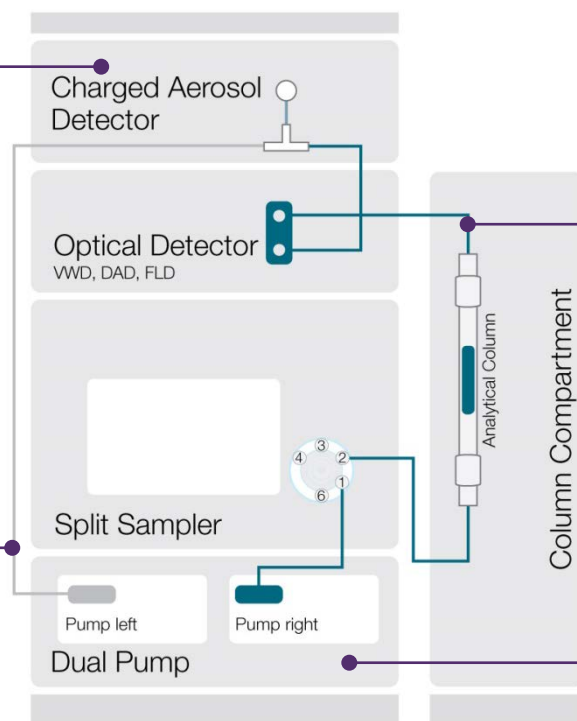 Charged Aerosol
Detector
Optical Detector
VWD, DAD, FLD
Analytical Column
Column Compartment
3
4
2
1
6
Split Sampler
Pump left
Pump right
Dual Pump